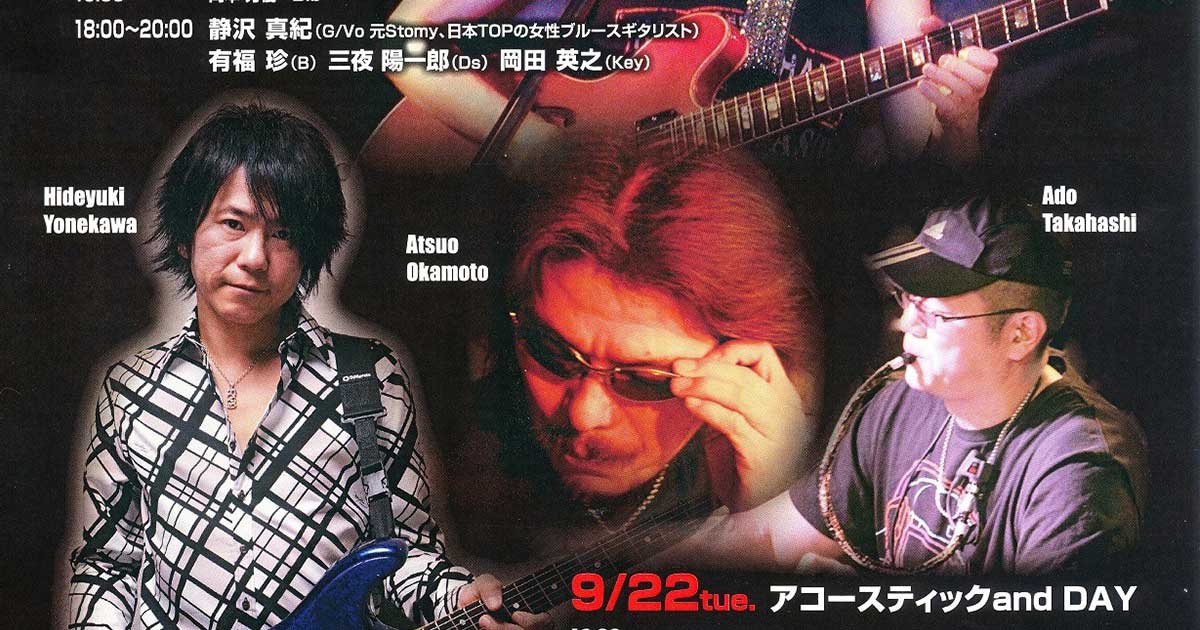 18:00~20:00 静沢 真紀(G/Vo 元Stomy、日本TOPの女性ブルースギタリスト)
有福 珍(B) 三夜 陽一郎(Ds) 岡田 英之(Key)
Hideyuki
Yonekawa
Atsuo
Okamoto
Ado
Takahashi
9/22tue. アコースティックand DAY